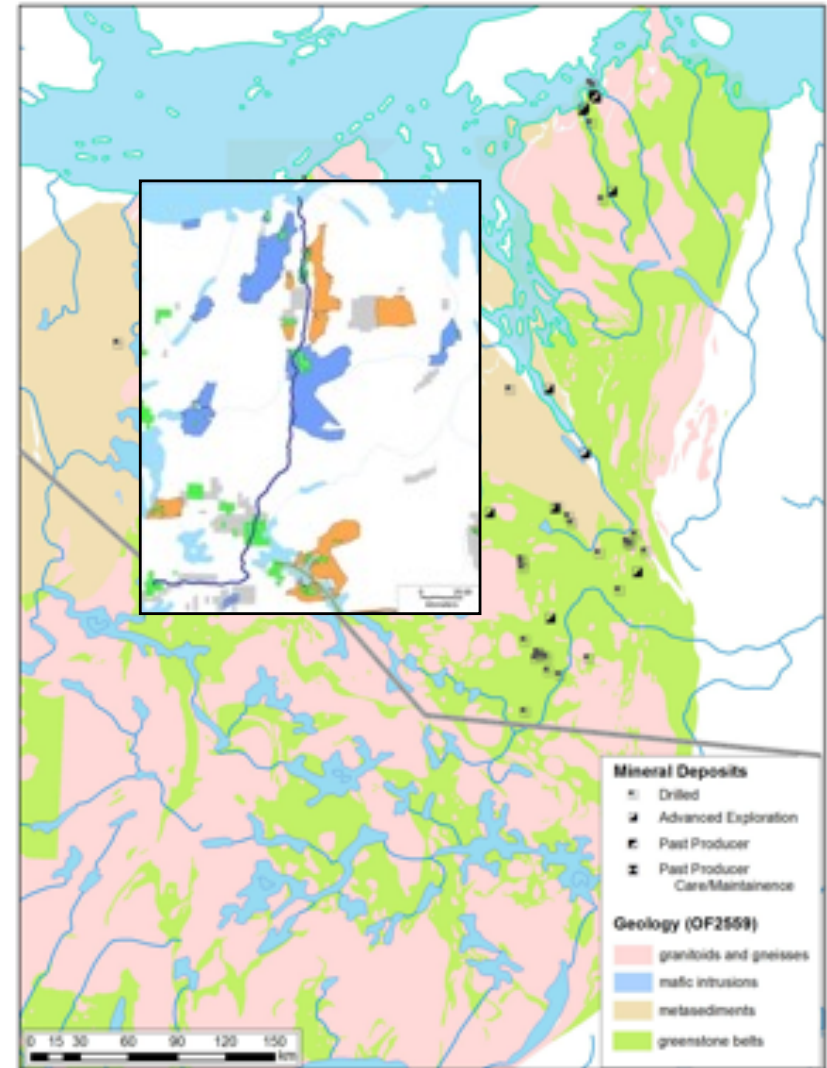 Mineral Deposits
Drilled
Advanced Exploration
Past Producer
Past Producer
Care/Maintainence
Geology (OF2559)
granitoids and gneisses
mafic intrusions
metasediments
greenstone belts
0 15 30 60 90 120 150
km